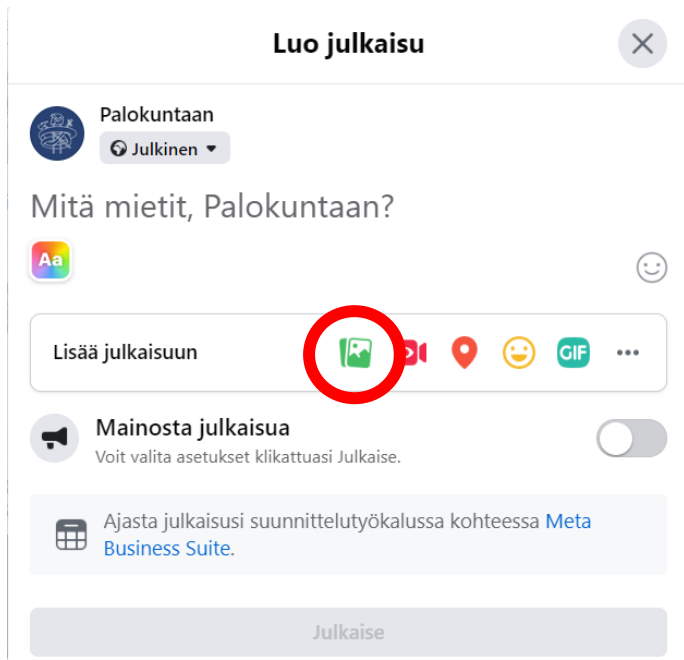 Luo julkaisu
Palokuntaan
Julkinen
Mitä mietit, Palokuntaan?
Aa
Lisää julkaisuun
GIF
Mainosta julkaisua
Voit valita asetukset klikattuasi Julkaise.
Ajasta julkaisusi suunnittelutyökalussa kohteessa Meta
Business Suite.
Julkaise